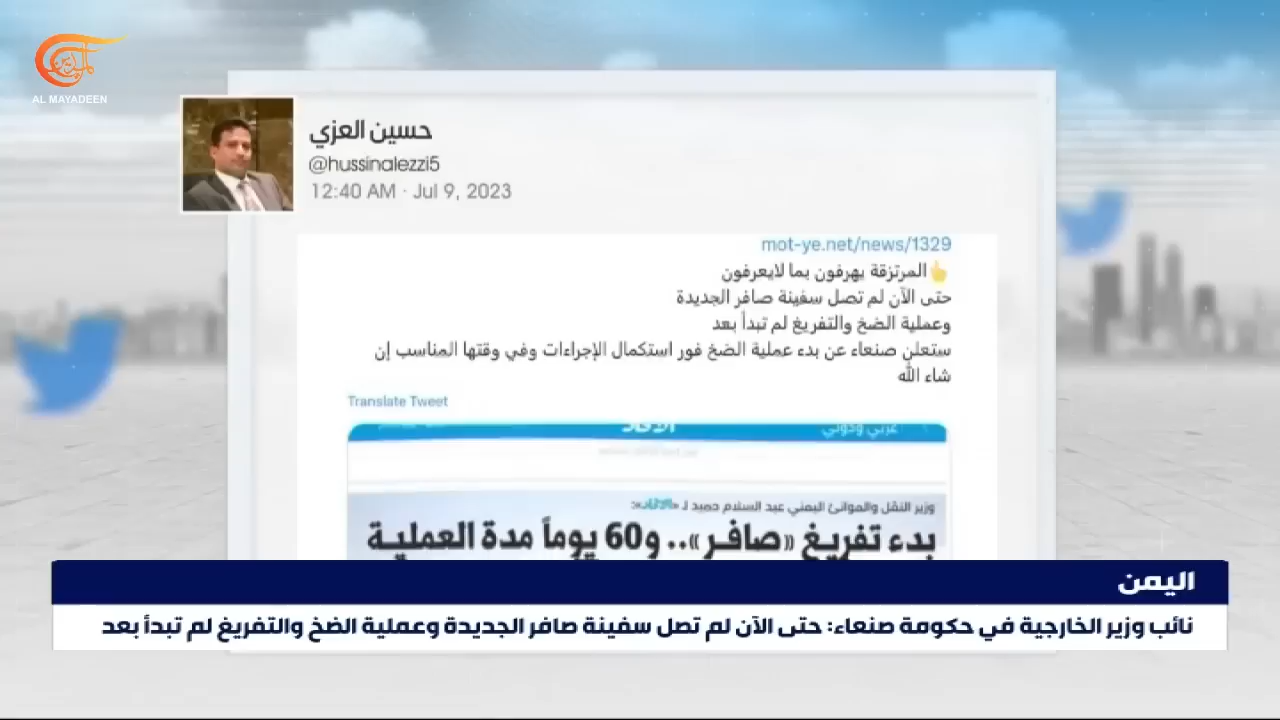 المدين
AL MAYADEEN
حسين العزي
@hussinalezzi5
12:40 AM · Jul 9, 2023
mot-ye.net/news/1329
👆المرتزقة يهرفون بما لايعرفون
حتى الآن لم تصل سفينة صافر الجديدة
وعملية الضخ والتفريغ لم تبدأ بعد
ستعلن صنعاء عن بدء عملية الضخ فور استكمال الإجراءات وفي وقتها المناسب إن
شاء الله
Translate Tweet
عربي ودولي
وزير النقل والموانئ اليمني عبد السلام حميد لـ «الاتحاد»:
بدء تفريغ «صافر».. و60 يوماً مدة العملية
اليمن
نائب وزير الخارجية في حكومة صنعاء: حتى الآن لم تصل سفينة صافر الجديدة وعملية الضخ والتفريغ لم تبدأ بعد